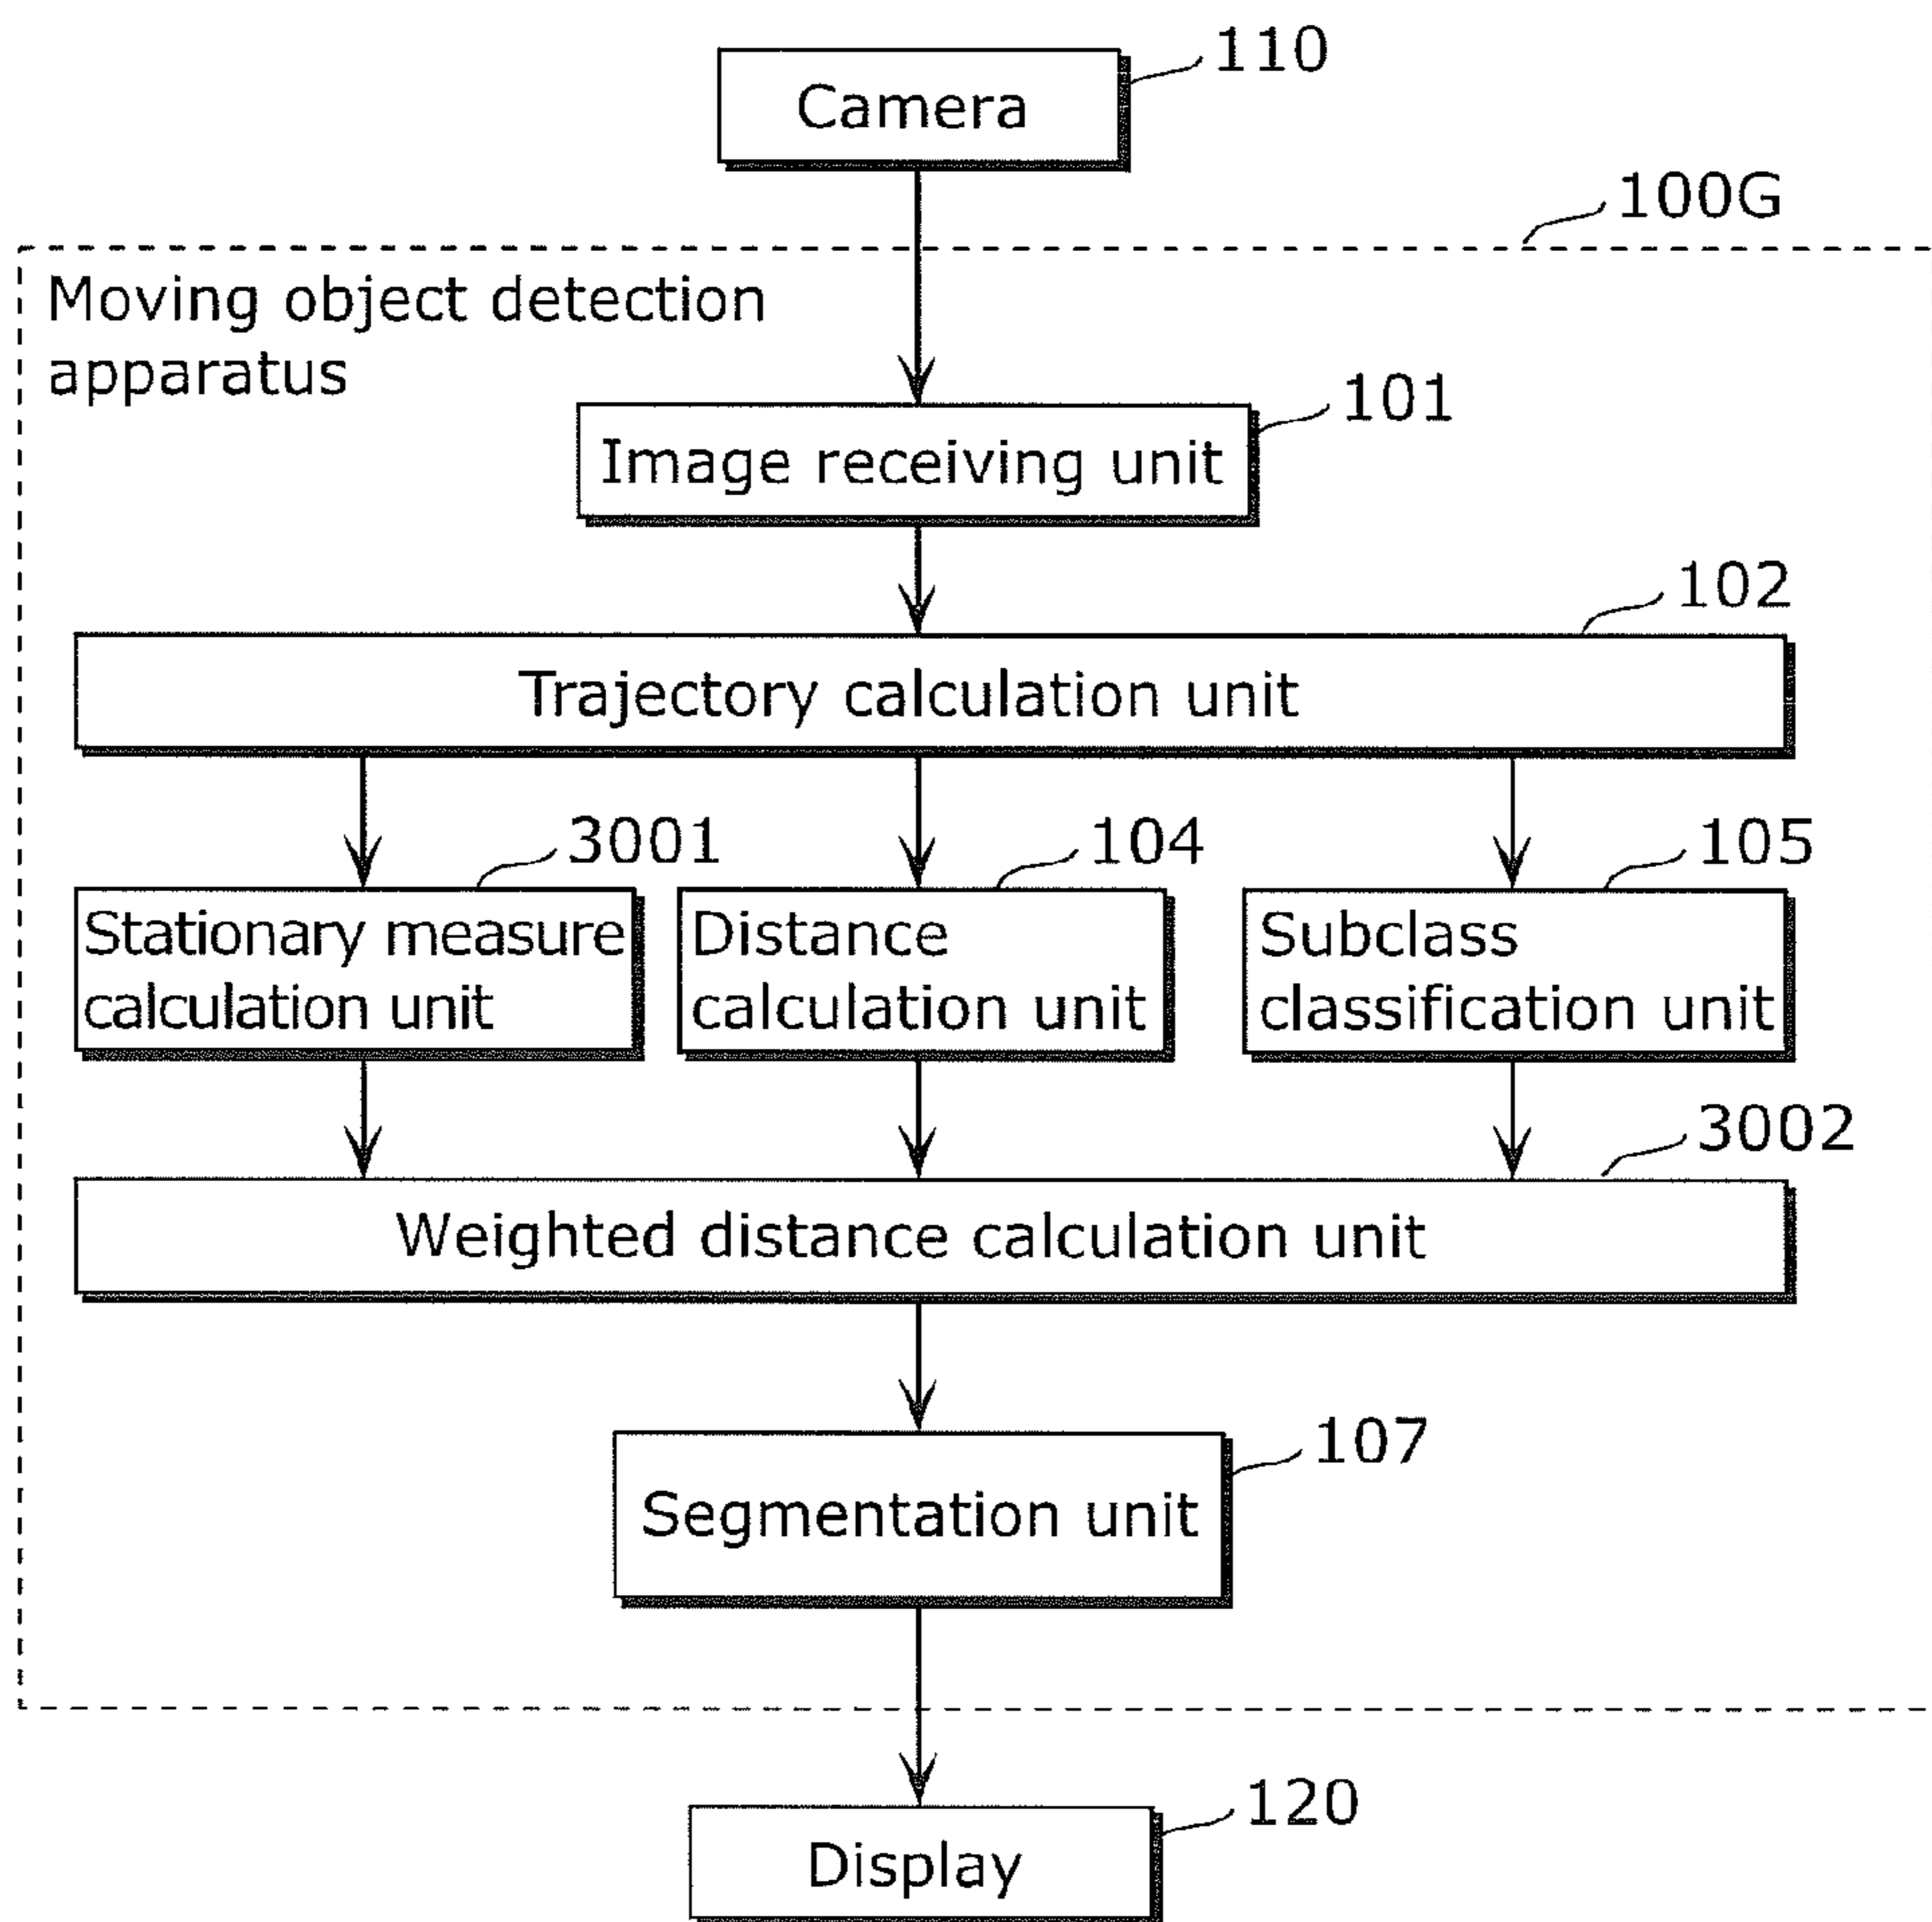 110
Camera
100G
Moving object detection
apparatus
101
Image receiving unit
102
Trajectory calculation unit
3001
104
105
Stationary measure
calculation unit
Distance
calculation unit
Subclass
classification unit
3002
Weighted distance calculation unit
107
Segmentation unit
120
Display